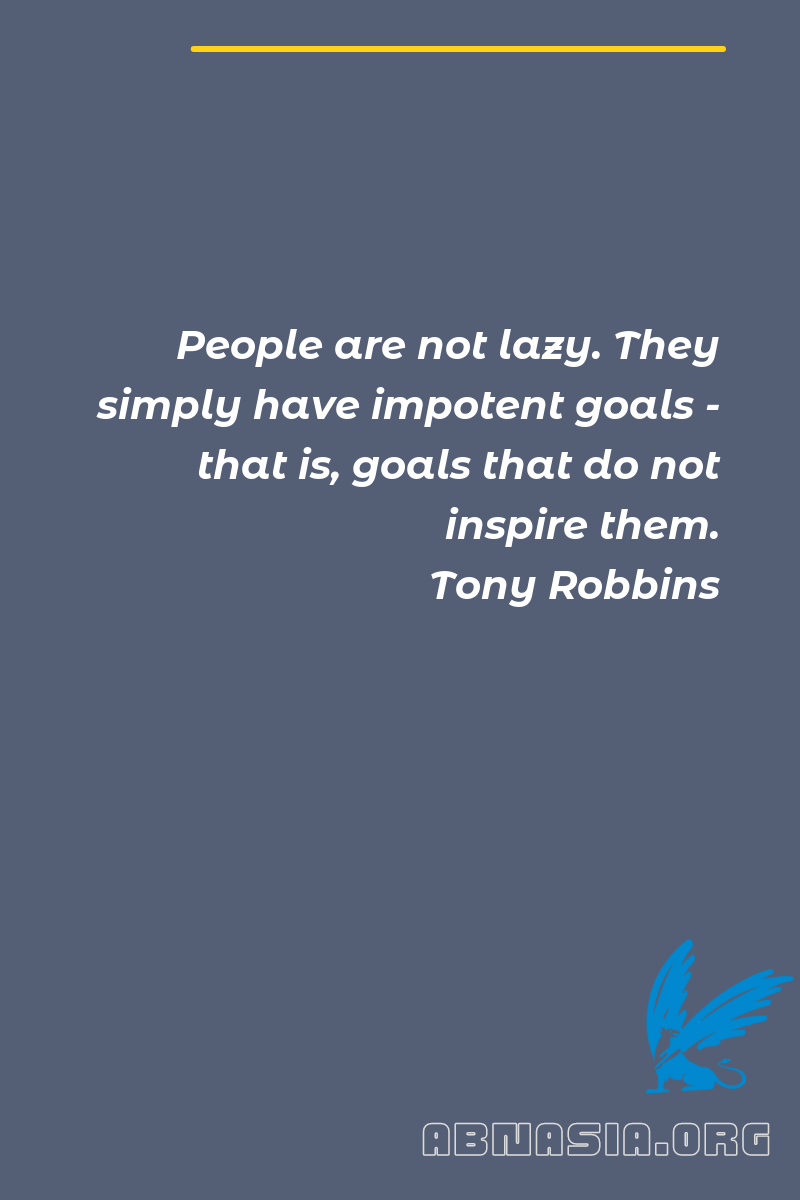 People are not lazy. They
simply have impotent goals -
that is, goals that do not
inspire them.
Tony Robbins
ABNASIA.ORG